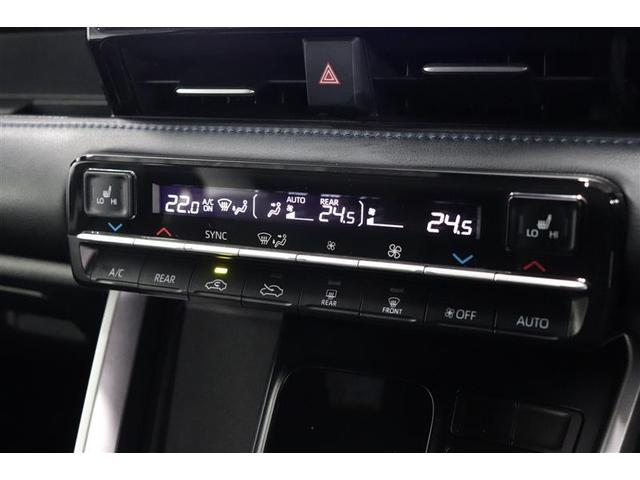 AUTO REAR
22.0 A/C ON 24.5 24.5
LO HI
LO HI
SYNC
A/C REAR REAR FRONT OFF AUTO